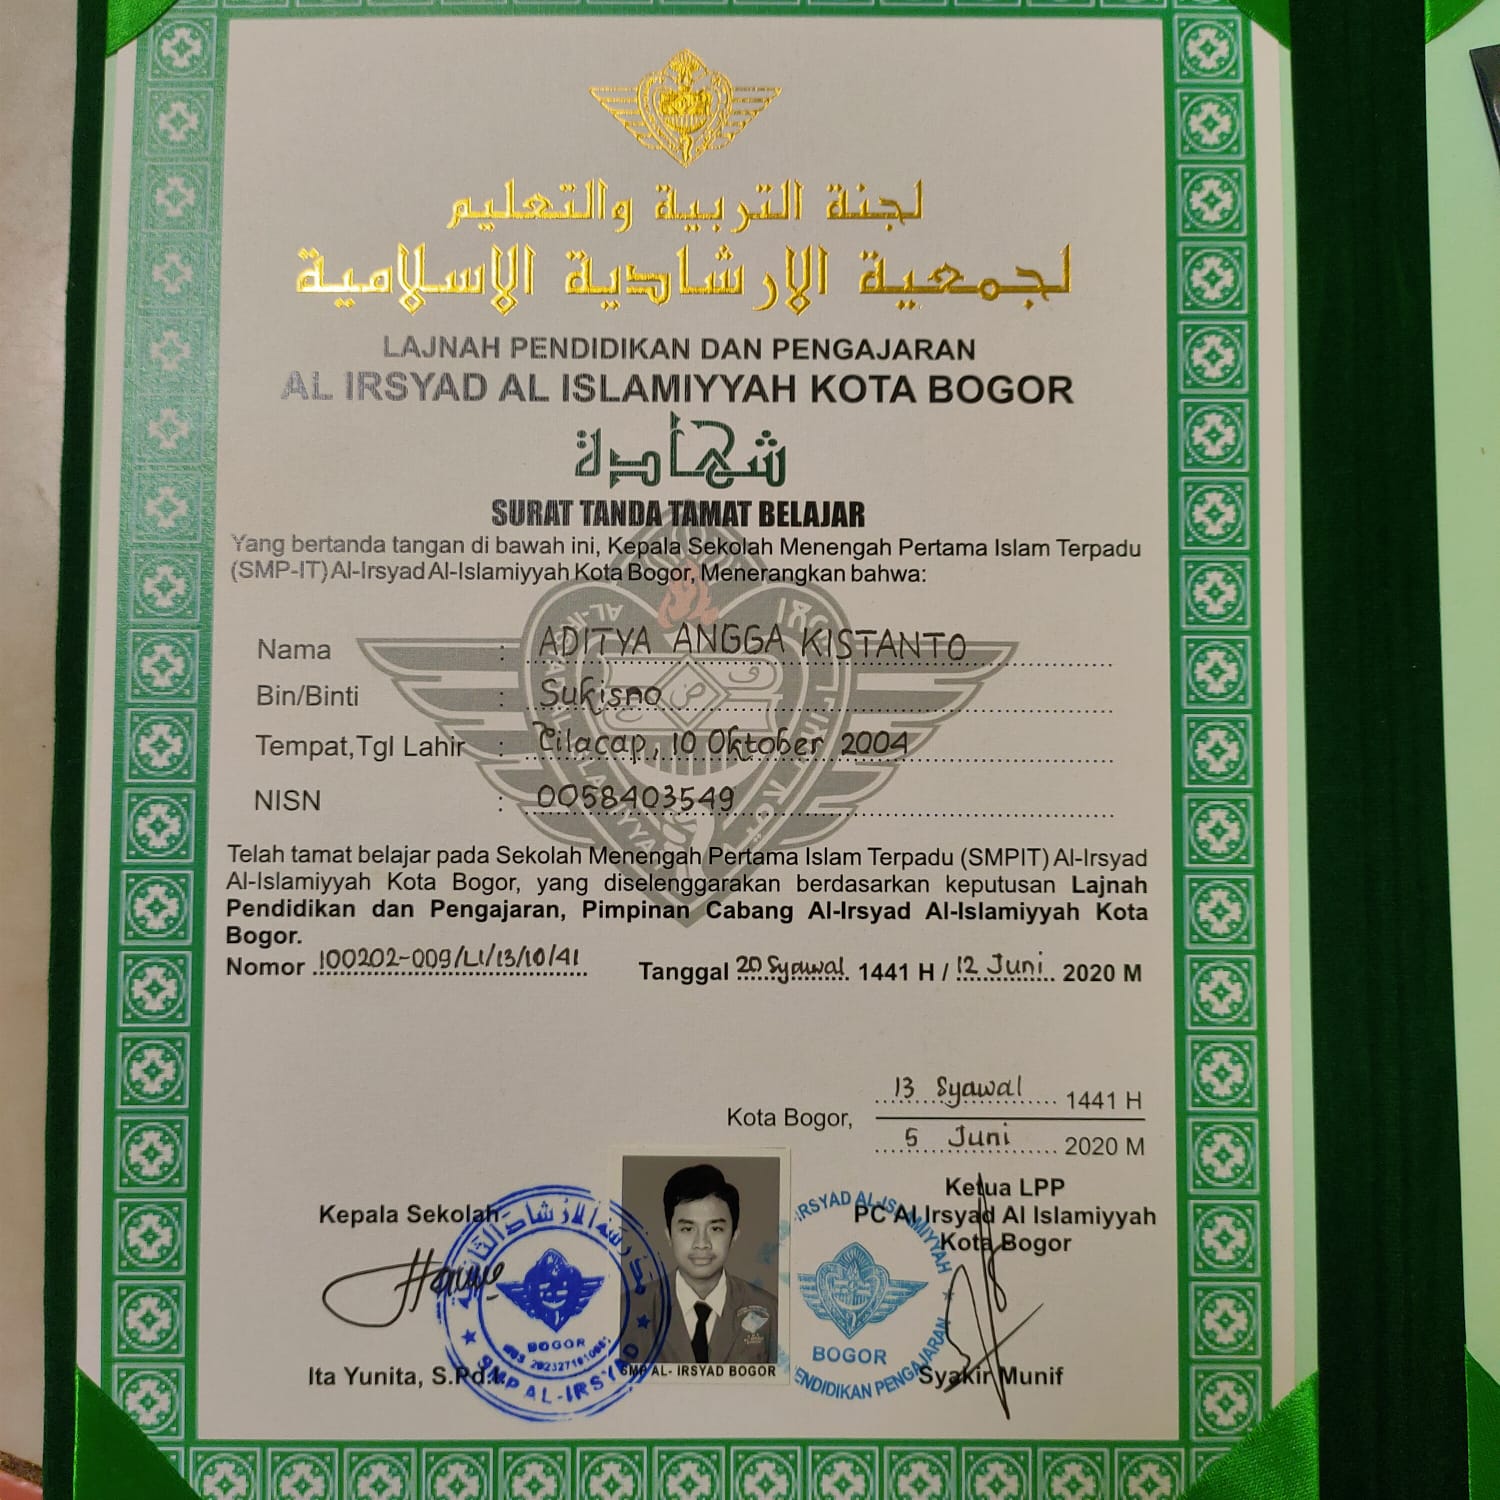 لجنة التربية والتعليم
لجمعية الإرشادية الإسلامية
LAJNAH PENDIDIKAN DAN PENGAJARAN
AL IRSYAD AL ISLAMIYYAH KOTA BOGOR
شهادة
SURAT TANDA TAMAT BELAJAR
Yang bertanda tangan di bawah ini, Kepala Sekolah Menengah Pertama Islam Terpadu
(SMP-IT) Al-Irsyad Al-Islamiyyah Kota Bogor, Menerangkan bahwa:
Nama : ADITYA ANGGA KISTANTO
Bin/Binti : Sukisno
Tempat,Tgl Lahir : Cilacap, 10 Oktober 2004
NISN : 0058403549
Telah tamat belajar pada Sekolah Menengah Pertama Islam Terpadu (SMPIT) Al-Irsyad
Al-Islamiyyah Kota Bogor, yang diselenggarakan berdasarkan keputusan Lajnah
Pendidikan dan Pengajaran, Pimpinan Cabang Al-Irsyad Al-Islamiyyah Kota
Bogor.
Nomor 100202-009/LI/13/10/41 Tanggal 20 Syawal 1441 H / 12 Juni 2020 M
13 Syawal 1441 H
Kota Bogor,
5 Juni 2020 M
Kepala Sekolah
Ketua LPP
PC Al Irsyad Al Islamiyyah
Kota Bogor
BOGOR
SMP AL-IRSYAD
SMP AL- IRSYAD BOGOR
IRSYAD AL-ISLAMIYYAH
BOGOR
PENDIDIKAN PENGAJARAN
Ita Yunita, S.Pd.I.
Syakir Munif